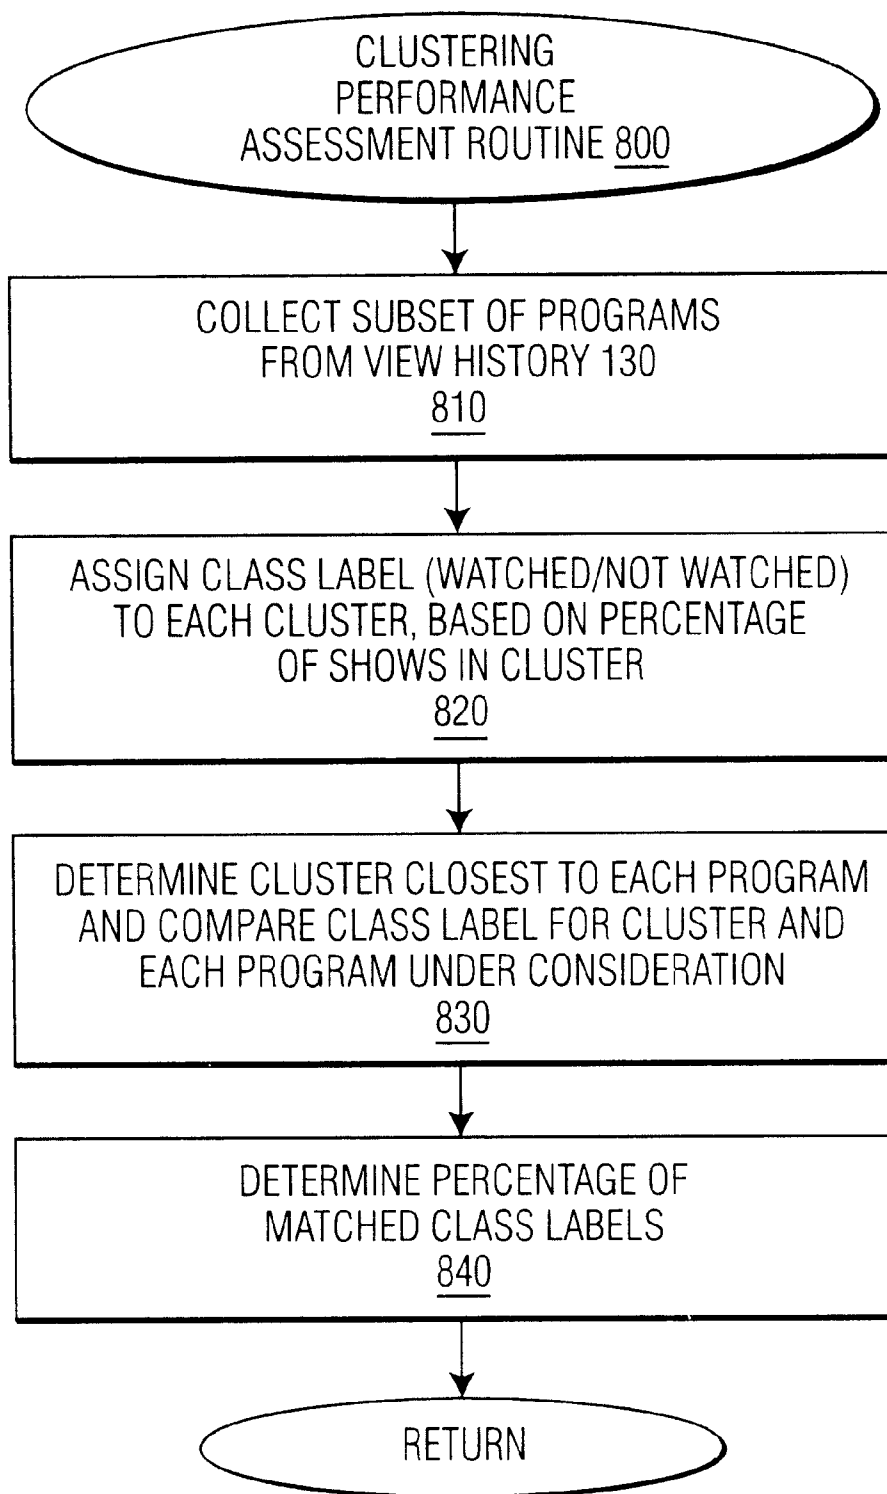 CLUSTERING
PERFORMANCE
ASSESSMENT ROUTINE 800
COLLECT SUBSET OF PROGRAMS
FROM VIEW HISTORY 130
810
ASSIGN CLASS LABEL (WATCHED/NOT WATCHED)
TO EACH CLUSTER, BASED ON PERCENTAGE
OF SHOWS IN CLUSTER
820
DETERMINE CLUSTER CLOSEST TO EACH PROGRAM
AND COMPARE CLASS LABEL FOR CLUSTER AND
EACH PROGRAM UNDER CONSIDERATION
830
DETERMINE PERCENTAGE OF
MATCHED CLASS LABELS
840
RETURN